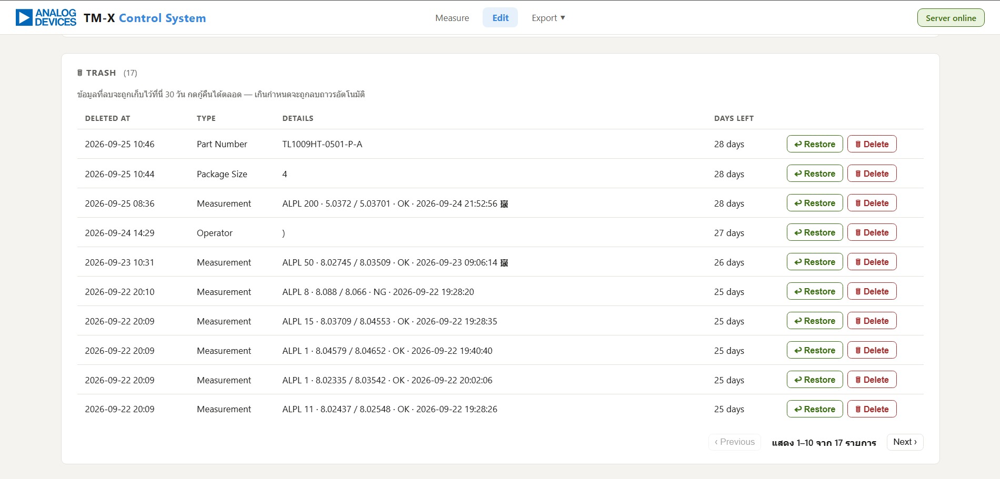 ANALOG
DEVICES
TM-X Control System
Measure
Edit
Export ▼
Server online
TRASH (17)
ข้อมูลที่ลบจะถูกเก็บไว้ที่นี่ 30 วัน กดกู้คืนได้ตลอด — เกินกำหนดจะถูกลบถาวรอัตโนมัติ
DELETED AT TYPE DETAILS DAYS LEFT
2026-09-25 10:46 Part Number TL1009HT-0501-P-A 28 days Restore Delete
2026-09-25 10:44 Package Size 4 28 days Restore Delete
2026-09-25 08:36 Measurement ALPL 200 · 5.0372 / 5.03701 · OK · 2026-09-24 21:52:56 28 days Restore Delete
2026-09-24 14:29 Operator ) 27 days Restore Delete
2026-09-23 10:31 Measurement ALPL 50 · 8.02745 / 8.03509 · OK · 2026-09-23 09:06:14 26 days Restore Delete
2026-09-22 20:10 Measurement ALPL 8 · 8.088 / 8.066 · NG · 2026-09-22 19:28:20 25 days Restore Delete
2026-09-22 20:09 Measurement ALPL 15 · 8.03709 / 8.04553 · OK · 2026-09-22 19:28:35 25 days Restore Delete
2026-09-22 20:09 Measurement ALPL 1 · 8.04579 / 8.04652 · OK · 2026-09-22 19:40:40 25 days Restore Delete
2026-09-22 20:09 Measurement ALPL 1 · 8.02335 / 8.03542 · OK · 2026-09-22 20:02:06 25 days Restore Delete
2026-09-22 20:09 Measurement ALPL 11 · 8.02437 / 8.02548 · OK · 2026-09-22 19:28:26 25 days Restore Delete
‹ Previous แสดง 1–10 จาก 17 รายการ Next ›